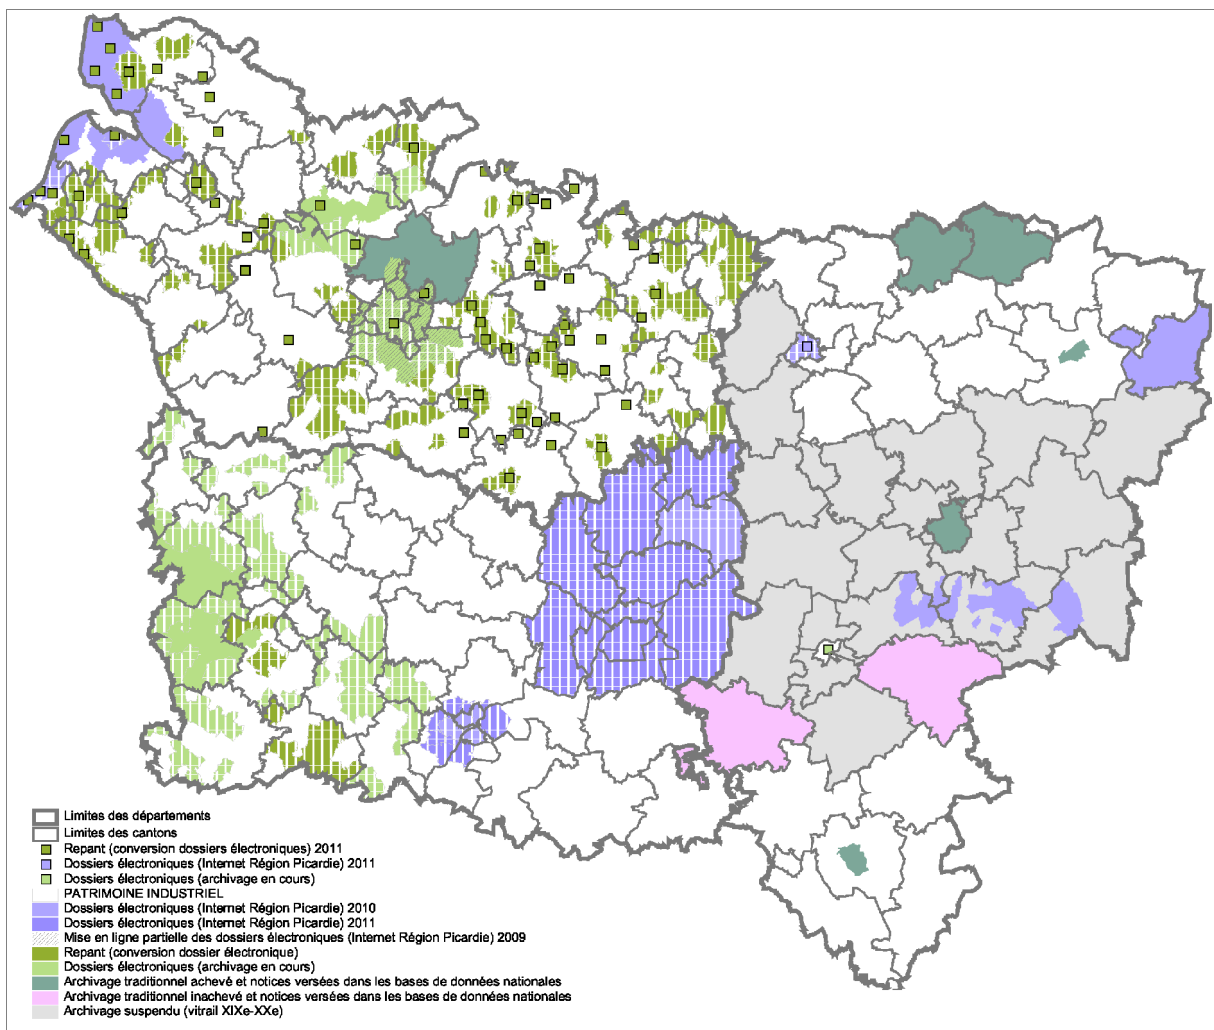 Limites des départements
Limites des cantons
Repant (conversion dossiers électroniques) 2011
Dossiers électroniques (Internet Région Picardie) 2011
Dossiers électroniques (archivage en cours)
PATRIMOINE INDUSTRIEL
Dossiers électroniques (Internet Région Picardie) 2010
Dossiers électroniques (Internet Région Picardie) 2011
Mise en ligne partielle des dossiers électroniques (Internet Région Picardie) 2009
Repant (conversion dossier électronique)
Dossiers électroniques (archivage en cours)
Archivage traditionnel achevé et notices versées dans les bases de données nationales
Archivage traditionnel inachevé et notices versées dans les bases de données nationales
Archivage suspendu (vitrail XIXe-XXe)